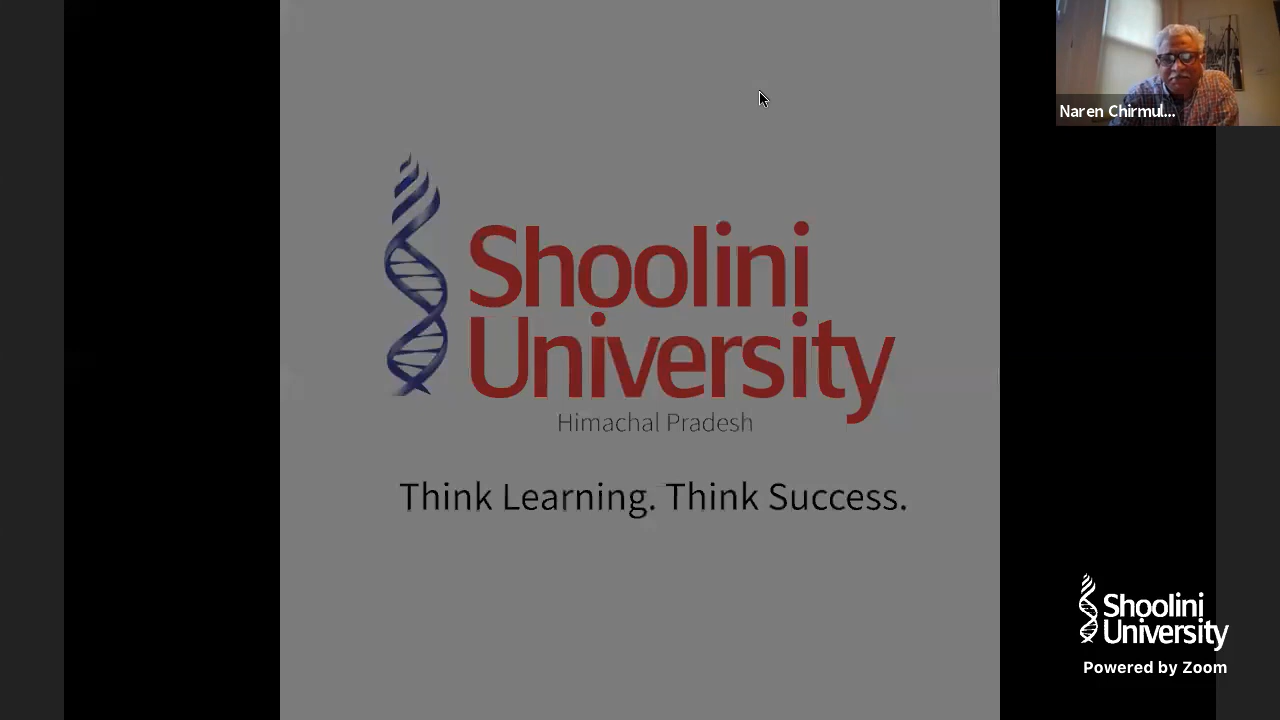 Naren Chirmul...
Shoolini
University
Himachal Pradesh
Think Learning. Think Success.
Shoolini
University
Powered by Zoom